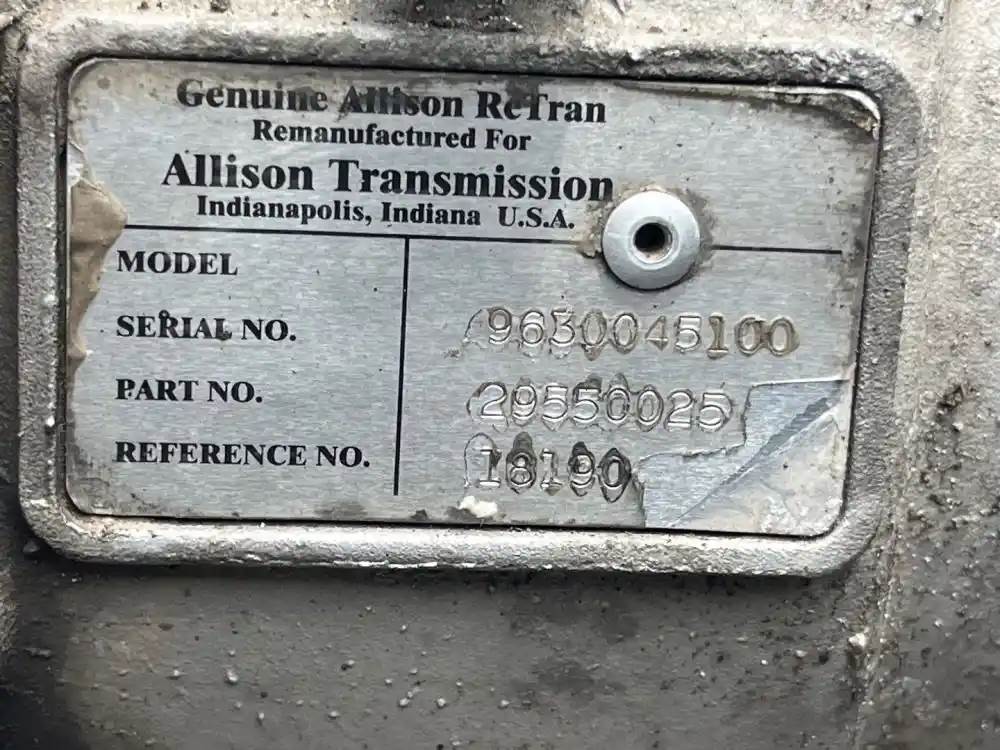 Genuine Allison ReTran
Remanufactured For
Allison Transmission
Indianapolis, Indiana U.S.A.
MODEL
SERIAL NO. 9630045100
PART NO. 29550025
REFERENCE NO. 18190